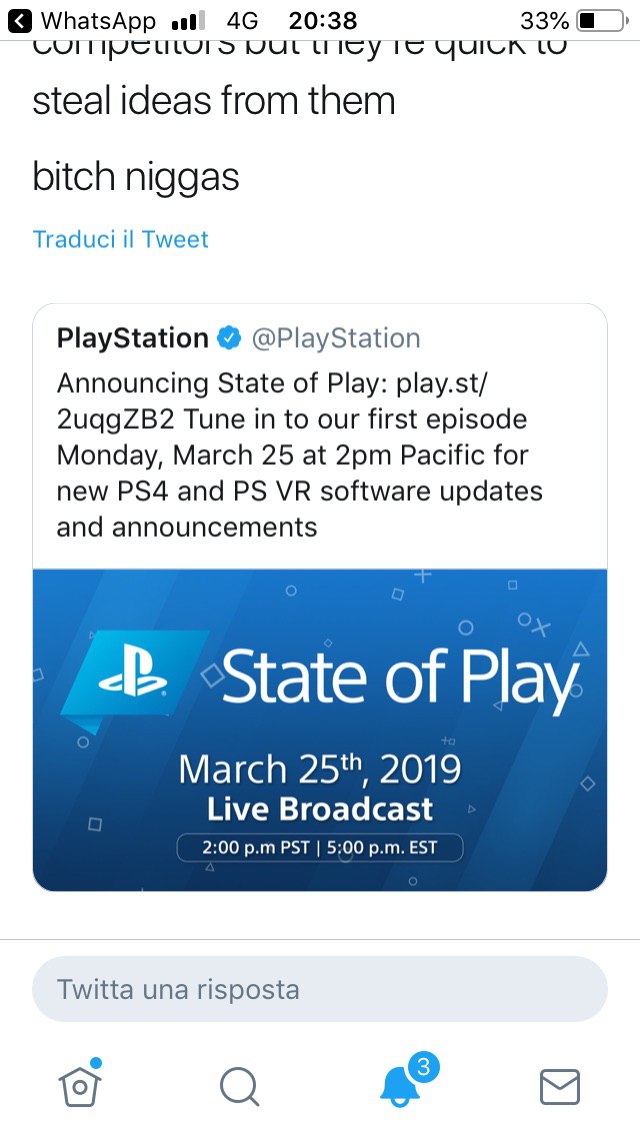 WhatsApp 4G 20:38 33%
competitors but they're quick to
steal ideas from them
bitch niggas
Traduci il Tweet
PlayStation @PlayStation
Announcing State of Play: play.st/
2uqgZB2 Tune in to our first episode
Monday, March 25 at 2pm Pacific for
new PS4 and PS VR software updates
and announcements
State of Play
March 25th, 2019
Live Broadcast
2:00 p.m PST | 5:00 p.m. EST
Twitta una risposta
3